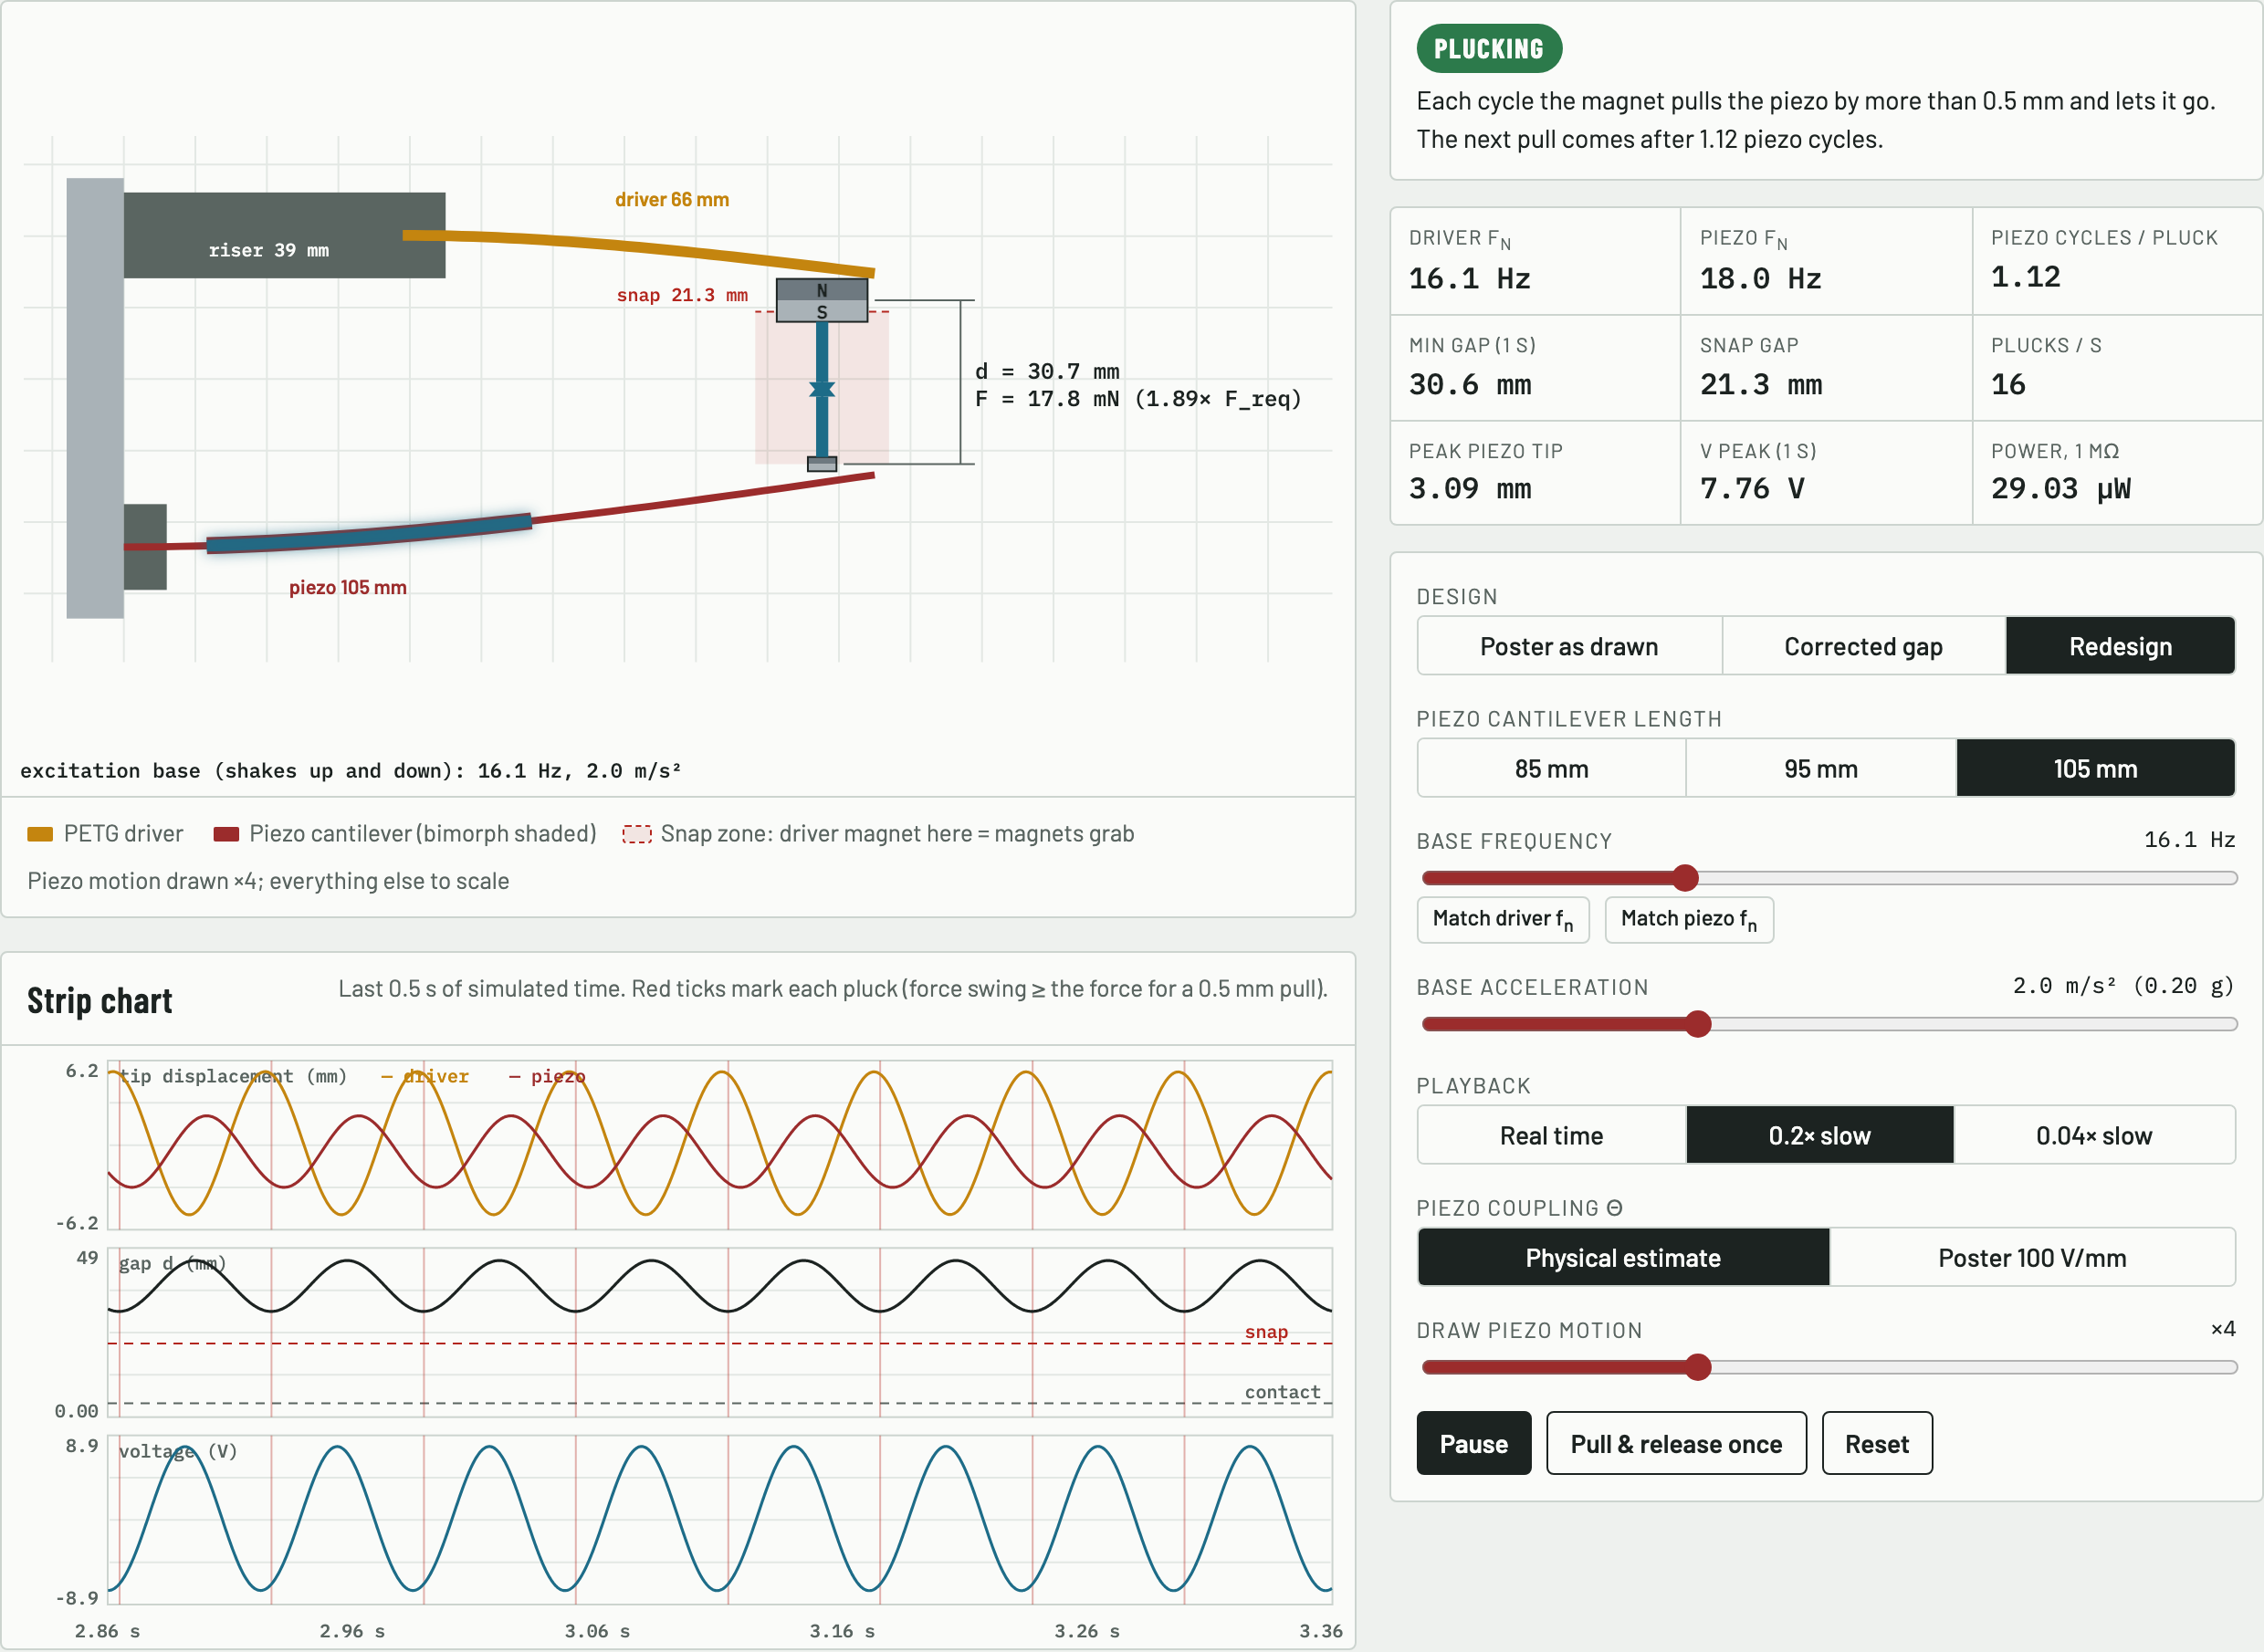 driver 66 mm
riser 39 mm
snap 21.3 mm
N
S
d = 30.7 mm
F = 17.8 mN (1.89× F_req)
piezo 105 mm
excitation base (shakes up and down): 16.1 Hz, 2.0 m/s²
PETG driver
Piezo cantilever (bimorph shaded)
Snap zone: driver magnet here = magnets grab
Piezo motion drawn ×4; everything else to scale
Strip chart
Last 0.5 s of simulated time. Red ticks mark each pluck (force swing ≥ the force for a 0.5 mm pull).
6.2
tip displacement (mm) — driver — piezo
-6.2
49
gap d (mm)
snap
contact
0.00
8.9
voltage (V)
-8.9
2.86 s 2.96 s 3.06 s 3.16 s 3.26 s 3.36
PLUCKING
Each cycle the magnet pulls the piezo by more than 0.5 mm and lets it go.
The next pull comes after 1.12 piezo cycles.
DRIVER FN
16.1 Hz
PIEZO FN
18.0 Hz
PIEZO CYCLES / PLUCK
1.12
MIN GAP (1 S)
30.6 mm
SNAP GAP
21.3 mm
PLUCKS / S
16
PEAK PIEZO TIP
3.09 mm
V PEAK (1 S)
7.76 V
POWER, 1 MΩ
29.03 µW
DESIGN
Poster as drawn
Corrected gap
Redesign
PIEZO CANTILEVER LENGTH
85 mm
95 mm
105 mm
BASE FREQUENCY
16.1 Hz
Match driver fn
Match piezo fn
BASE ACCELERATION
2.0 m/s² (0.20 g)
PLAYBACK
Real time
0.2× slow
0.04× slow
PIEZO COUPLING Θ
Physical estimate
Poster 100 V/mm
DRAW PIEZO MOTION
×4
Pause
Pull & release once
Reset